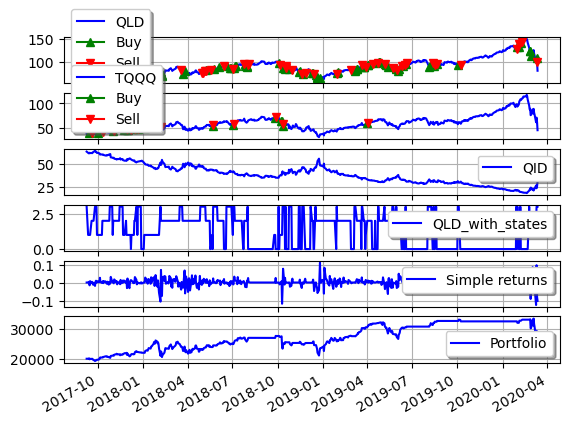 QLD
Buy
Sell
150
100
TQQQ
Buy
Sell
100
50
QID
50
25
QLD_with_states
2.5
0.0
Simple returns
0.1
0.0
−0.1
Portfolio
30000
20000
2017-10
2018-01
2018-04
2018-07
2018-10
2019-01
2019-04
2019-07
2019-10
2020-01
2020-04